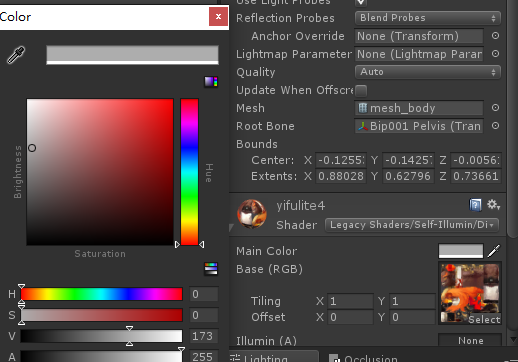 Color
x
Brightness
Hue
Saturation
H 0
S 0
V 173
A 255
Use Light Probes
Reflection Probes Blend Probes
Anchor Override None (Transform)
Lightmap Parameter None (Lightmap Parar
Quality Auto
Update When Offscre
Mesh mesh_body
Root Bone Bip001 Pelvis (Tran
Bounds
Center: X -0.1255 Y -0.1425 Z -0.0056
Extents: X 0.88028 Y 0.62796 Z 0.73661
yifulite4
Shader Legacy Shaders/Self-Illumin/Di
Main Color
Base (RGB)
Tiling X 1 Y 1
Offset X 0 Y 0
Select
Illumin (A) None
Lighting Occlusion